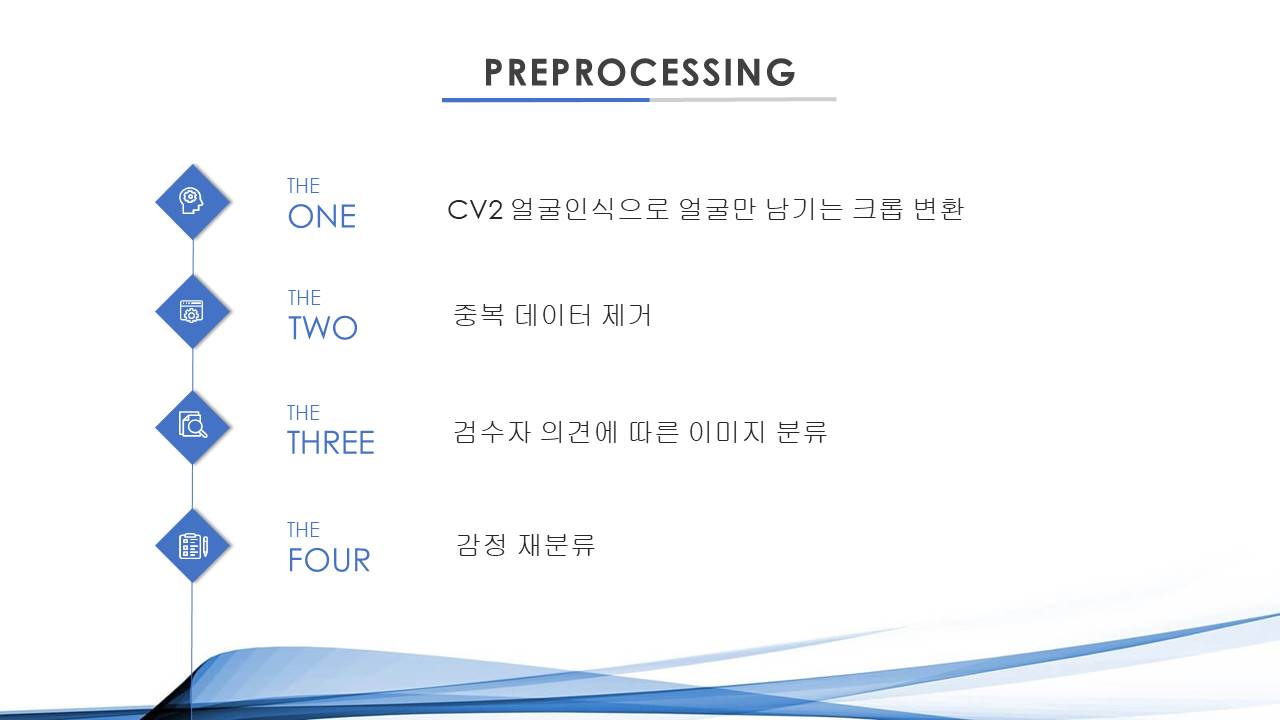 PREPROCESSING
THE
ONE
CV2 얼굴인식으로 얼굴만 남기는 크롭 변환
THE
TWO
중복 데이터 제거
THE
THREE
검수자 의견에 따른 이미지 분류
THE
FOUR
감정 재분류